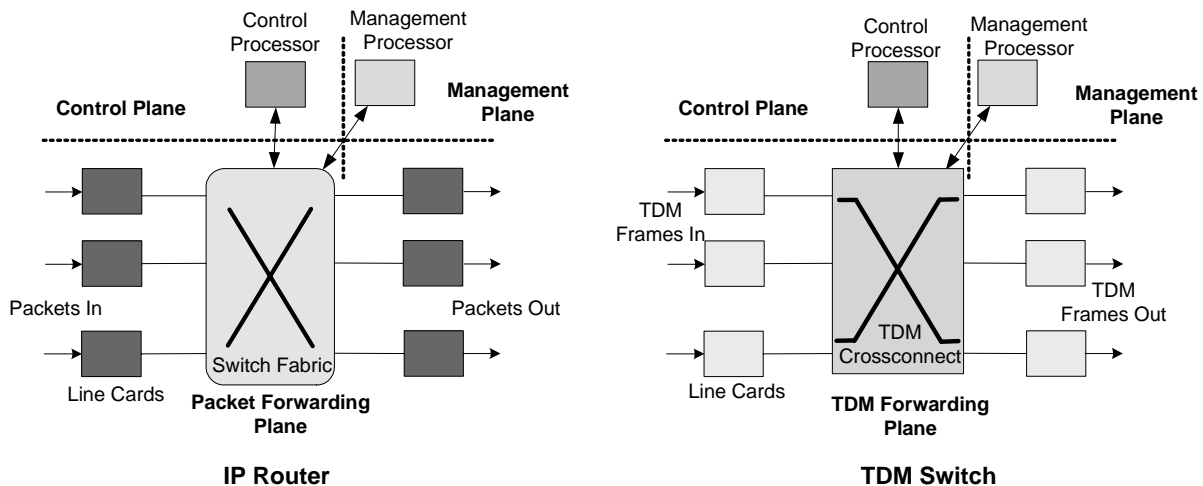 Control
Processor
Management
Processor
Control Plane
Management
Plane
Packets In
Packets Out
Switch Fabric
Line Cards
Packet Forwarding
Plane
IP Router
Control
Processor
Management
Processor
Control Plane
Management
Plane
TDM
Frames In
TDM
Frames Out
TDM
Crossconnect
Line Cards
TDM Forwarding
Plane
TDM Switch